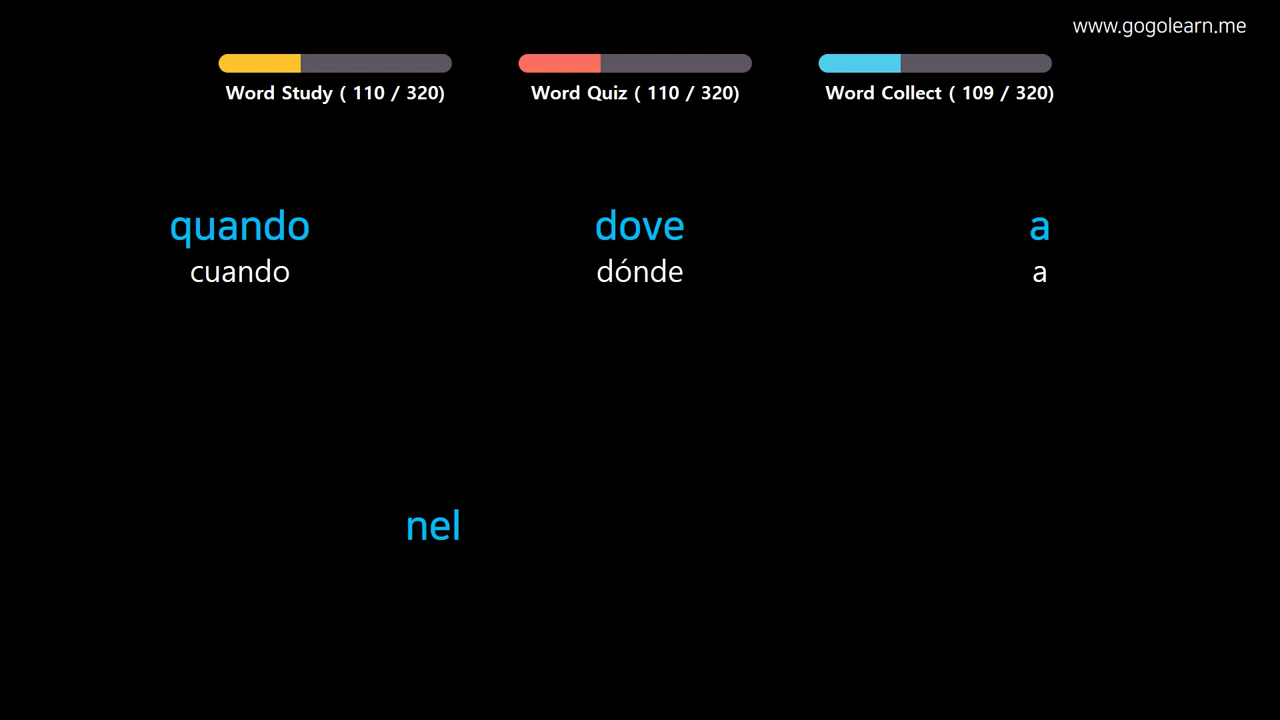 www.gogolearn.me
Word Study ( 110 / 320)
Word Quiz ( 110 / 320)
Word Collect ( 109 / 320)
quando
dove
a
cuando
dónde
a
nel